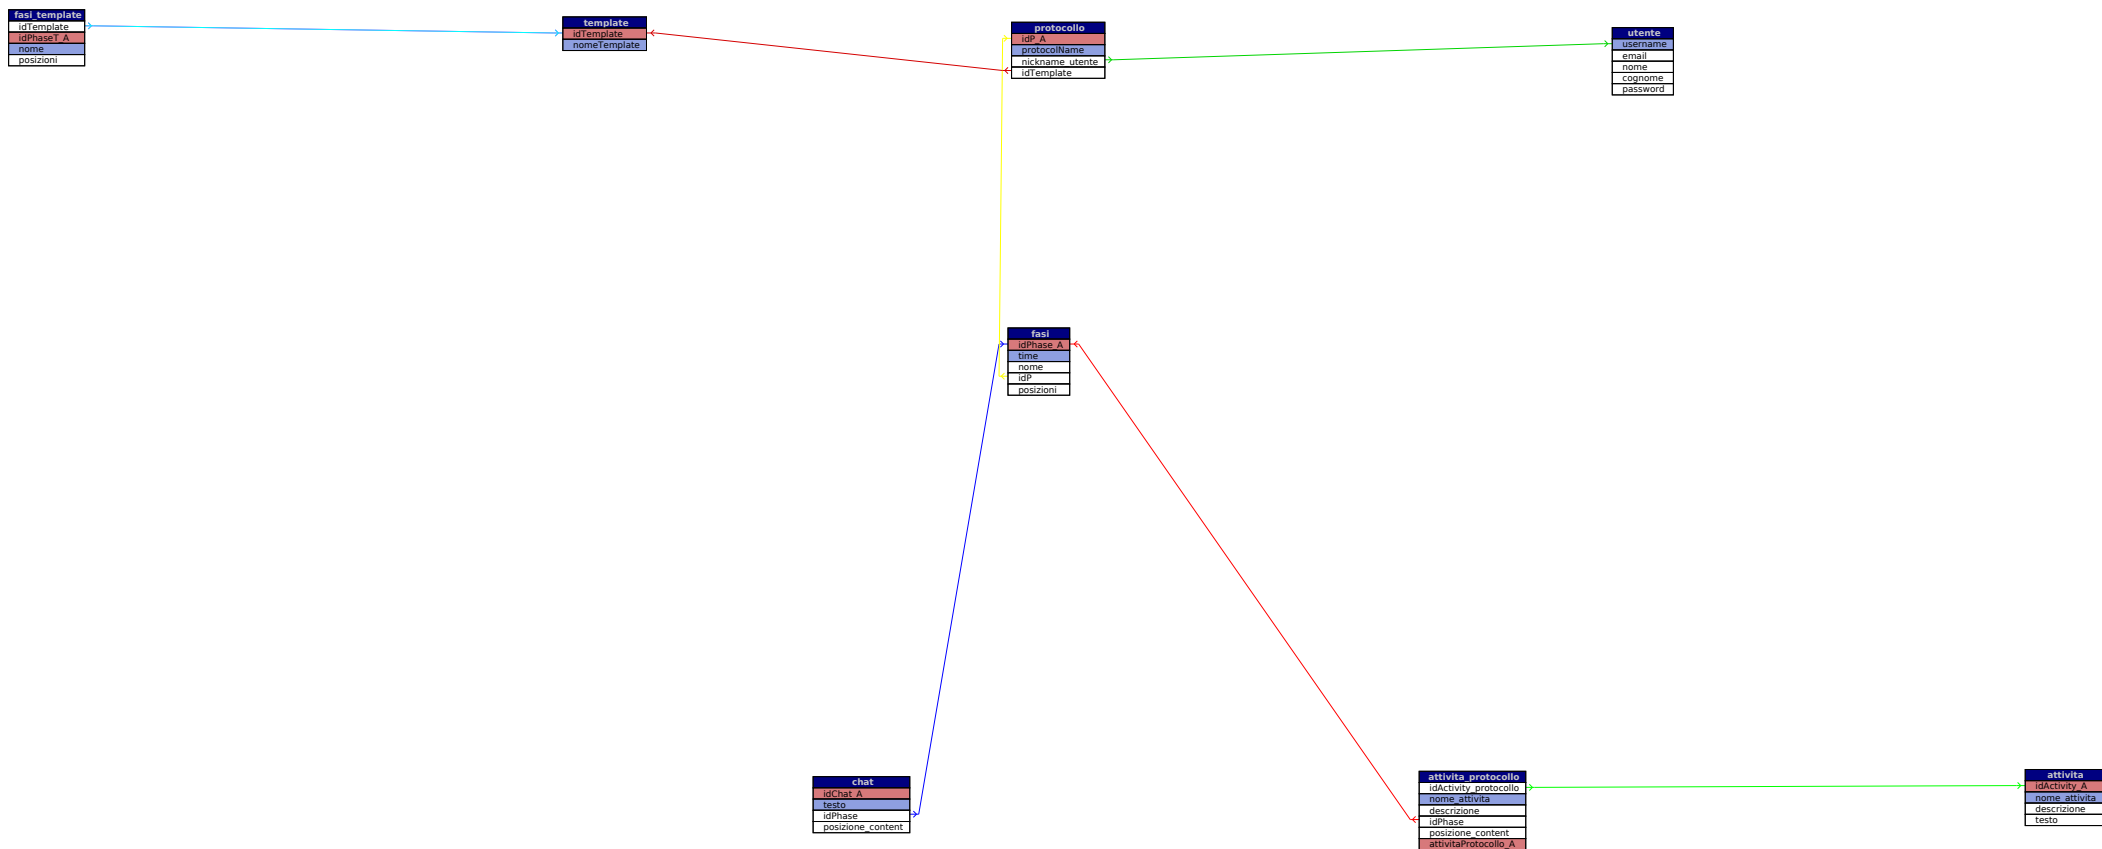 fasi_template
idTemplate
idPhaseT_A
nome
posizioni
template
idTemplate
nomeTemplate
protocollo
idP_A
protocolName
nickname_utente
idTemplate
utente
username
email
nome
cognome
password
fasi
idPhase_A
time
nome
idP
posizioni
chat
idChat_A
testo
idPhase
posizione_content
attivita_protocollo
idActivity_protocollo
nome_attivita
descrizione
idPhase
posizione_content
attivitaProtocollo_A
attivita
idActivity_A
nome_attivita
descrizione
testo